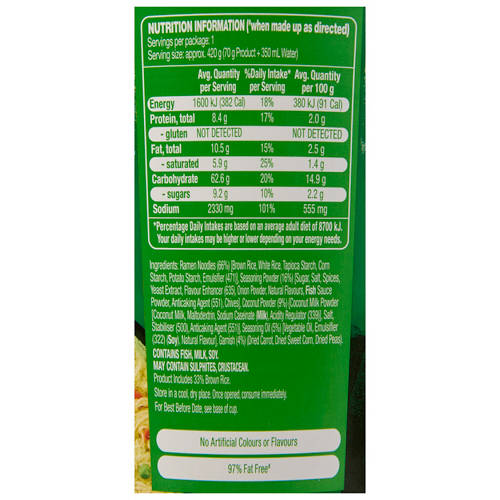 NUTRITION INFORMATION (*when made up as directed)
Servings per package: 1
Serving size: approx. 420 g (70 g Product + 350 mL Water)
Avg. Quantity per Serving %Daily Intake* per Serving Avg. Quantity per 100 g
Energy 1600 kJ (382 Cal) 18% 380 kJ (91 Cal)
Protein, total 8.4 g 17% 2.0 g
- gluten NOT DETECTED NOT DETECTED
Fat, total 10.5 g 15% 2.5 g
- saturated 5.9 g 25% 1.4 g
Carbohydrate 62.6 g 20% 14.9 g
- sugars 9.2 g 10% 2.2 g
Sodium 2330 mg 101% 555 mg
*Percentage Daily Intakes are based on an average adult diet of 8700 kJ.
Your daily intakes may be higher or lower depending on your energy needs.
Ingredients: Ramen Noodles (66%) [Brown Rice, White Rice, Tapioca Starch, Corn
Starch, Potato Starch, Emulsifier (471)], Seasoning Powder (16%) [Sugar, Salt, Spices,
Yeast Extract, Flavour Enhancer (635), Onion Powder, Natural Flavours, Fish Sauce
Powder, Anticaking Agent (551), Chives], Coconut Powder (9%) (Coconut Milk Powder
[Coconut Milk, Maltodextrin, Sodium Caseinate (Milk), Acidity Regulator (339)], Salt,
Stabiliser (500), Anticaking Agent (551)], Seasoning Oil (5%) [Vegetable Oil, Emulsifier
(322) (Soy), Natural Flavour], Garnish (4%) (Dried Carrot, Dried Sweet Corn, Dried Peas).
CONTAINS FISH, MILK, SOY.
MAY CONTAIN SULPHITES, CRUSTACEAN.
Product Includes 33% Brown Rice.
Store in a cool, dry place. Once opened, consume immediately.
For Best Before Date, see base of cup.
No Artificial Colours or Flavours
97% Fat Free#